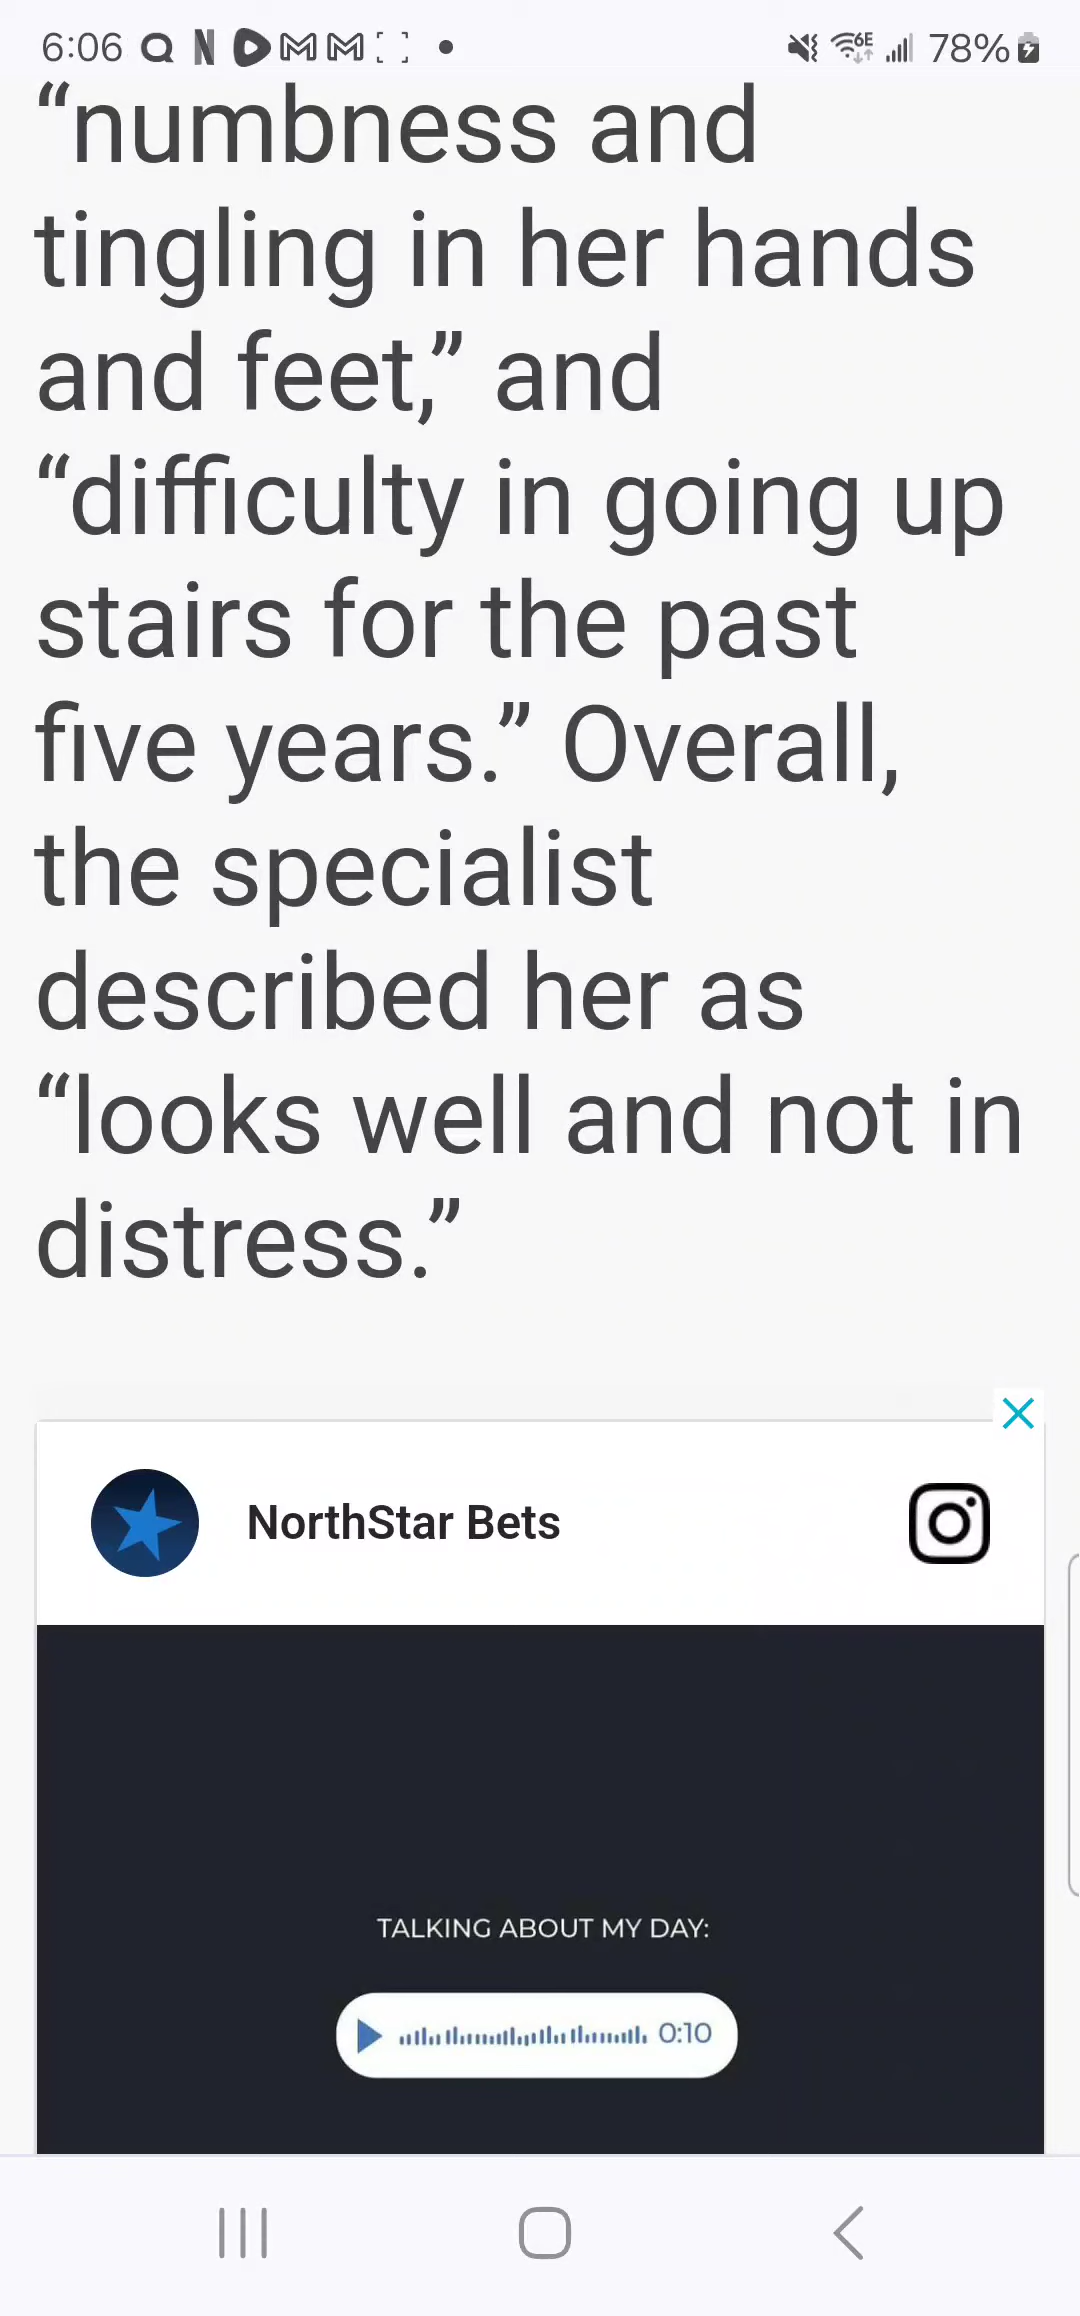 6:06
6E
78%
“numbness and
tingling in her hands
and feet,” and
“difficulty in going up
stairs for the past
five years.” Overall,
the specialist
described her as
“looks well and not in
distress.”
NorthStar Bets
TALKING ABOUT MY DAY:
0:10